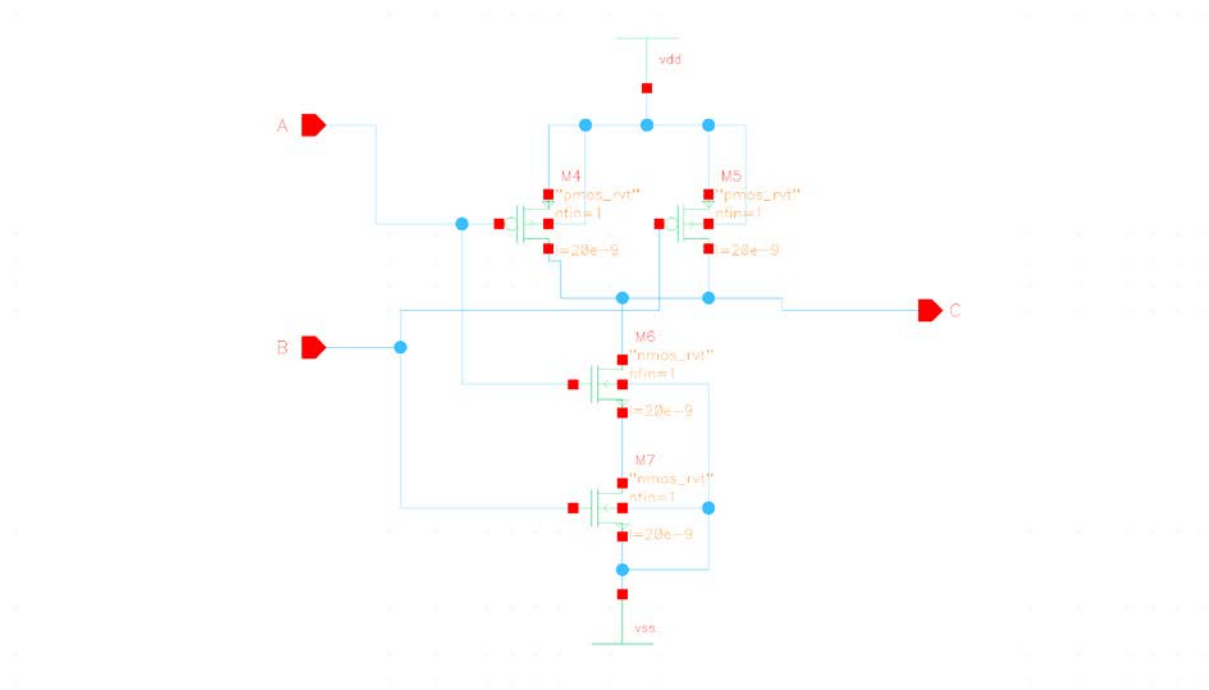 vdd
A
M4
"pmos_rvt"
nfin=1
l=20e-9
M5
"pmos_rvt"
nfin=1
l=20e-9
C
B
M6
"nmos_rvt"
nfin=1
l=20e-9
M7
"nmos_rvt"
nfin=1
l=20e-9
vss